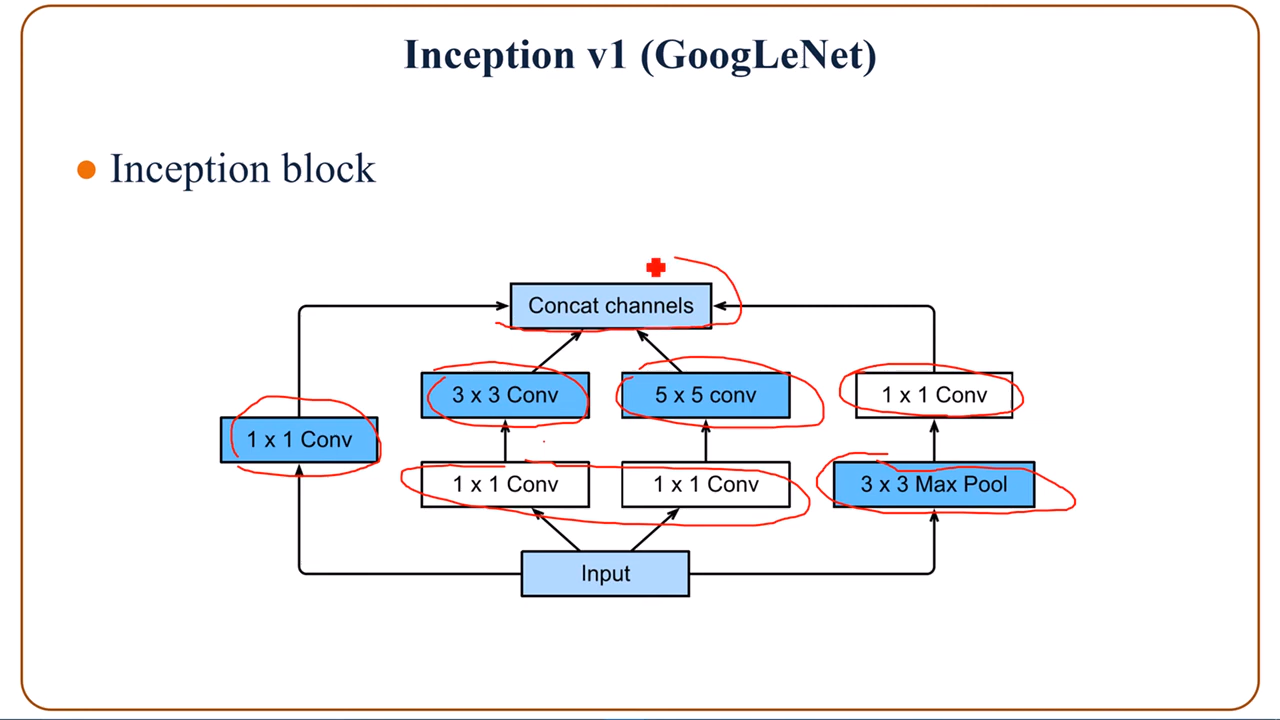 Inception v1 (GoogLeNet)
Inception block
Concat channels
3 x 3 Conv
5 x 5 conv
1 x 1 Conv
1 x 1 Conv
1 x 1 Conv
1 x 1 Conv
3 x 3 Max Pool
Input